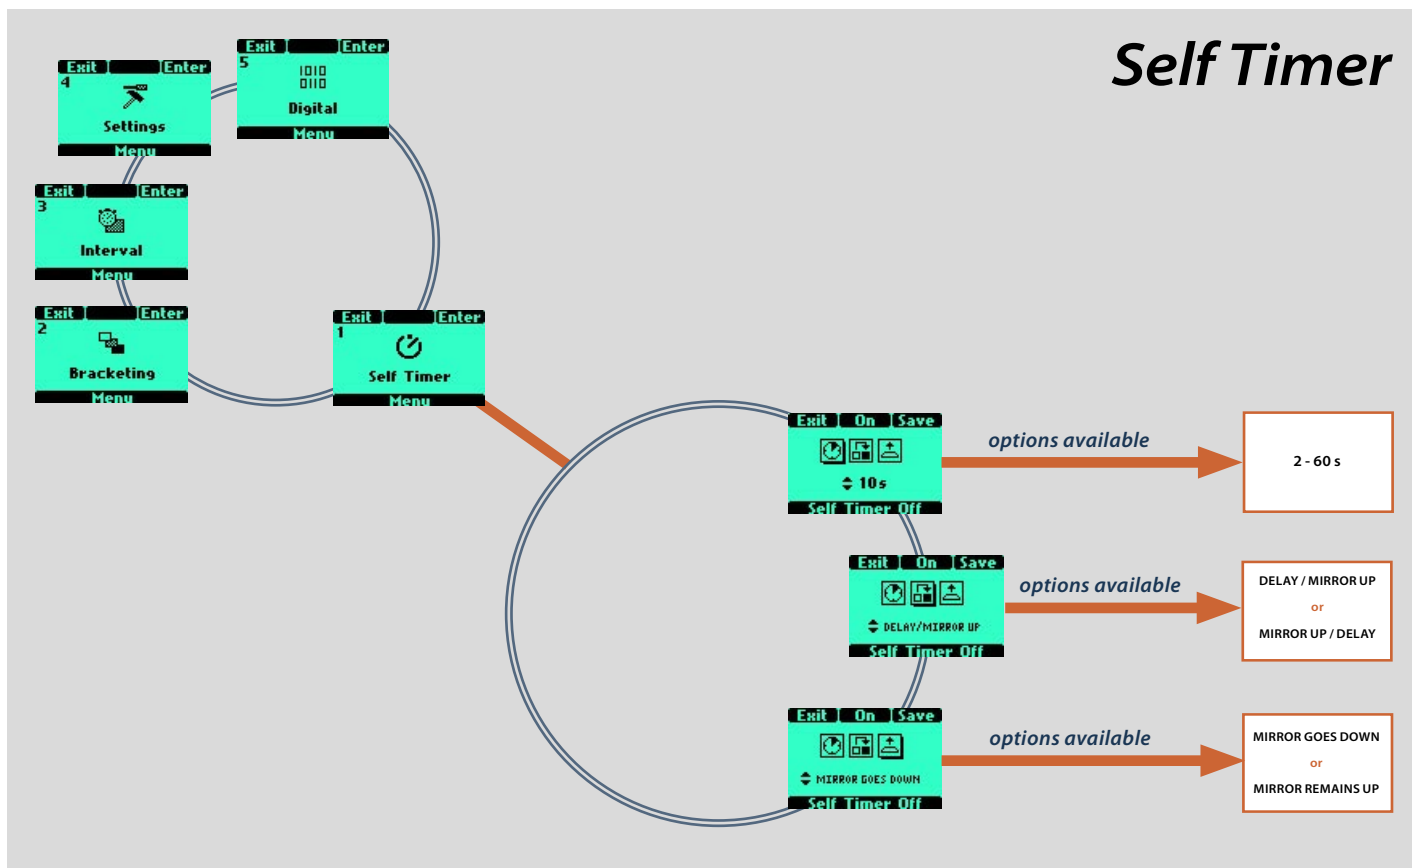 Self Timer
Exit Enter
5
1010
0110
Digital
Menu
Exit Enter
4
Settings
Menu
Exit Enter
3
Interval
Menu
Exit Enter
2
Bracketing
Menu
Exit Enter
1
Self Timer
Menu
Exit On Save
10s
Self Timer Off
options available
2 - 60 s
Exit On Save
DELAY/MIRROR UP
Self Timer Off
options available
DELAY / MIRROR UP
or
MIRROR UP / DELAY
Exit On Save
MIRROR GOES DOWN
Self Timer Off
options available
MIRROR GOES DOWN
or
MIRROR REMAINS UP